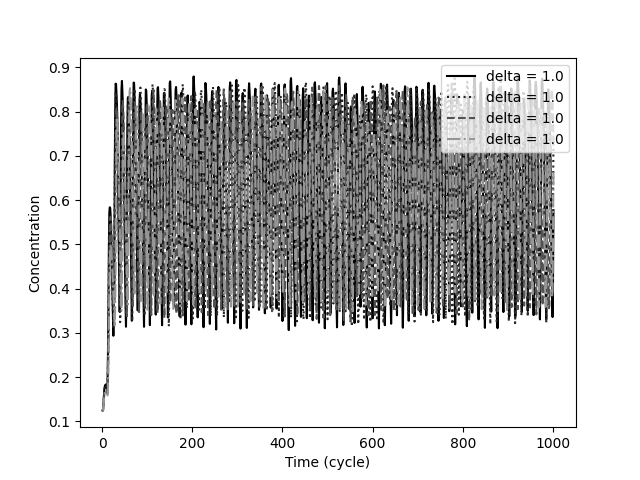 0.9
0.8
0.7
0.6
0.5
0.4
0.3
0.2
0.1
Concentration
delta = 1.0
delta = 1.0
delta = 1.0
delta = 1.0
0 200 400 600 800 1000
Time (cycle)